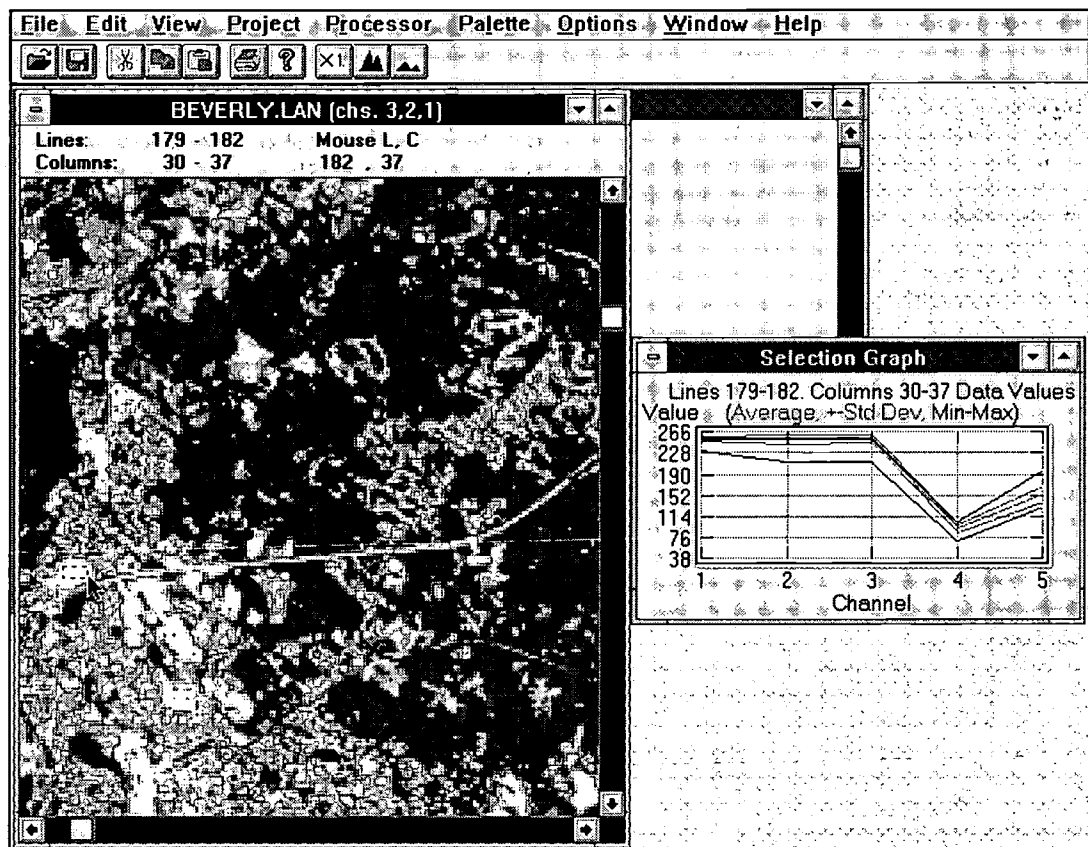 File Edit View Project Processor Palette Options Window Help
×1
BEVERLY.LAN (chs. 3,2,1)
Lines: 179 - 182 Mouse L, C
Columns: 30 - 37 182 , 37
Selection Graph
Lines 179-182. Columns 30-37 Data Values
Value (Average, +-Std Dev, Min-Max)
266
228
190
152
114
76
38
1 2 3 4 5
Channel